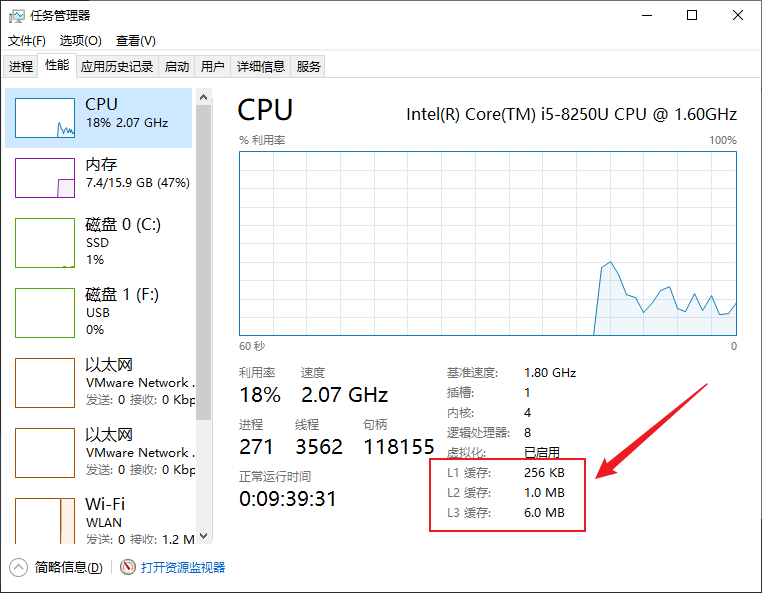 任务管理器
文件(F) 选项(O) 查看(V)
进程 性能 应用历史记录 启动 用户 详细信息 服务
CPU
18% 2.07 GHz
内存
7.4/15.9 GB (47%)
磁盘 0 (C:)
SSD
1%
磁盘 1 (F:)
USB
0%
以太网
VMware Network .
发送: 0 接收: 0 Kbp
以太网
VMware Network .
发送: 0 接收: 0 Kbp
Wi-Fi
WLAN
发送: 0 接收: 1.2 M
CPU
Intel(R) Core(TM) i5-8250U CPU @ 1.60GHz
% 利用率 100%
60 秒 0
利用率 速度
18% 2.07 GHz
进程 线程 句柄
271 3562 118155
正常运行时间
0:09:39:31
基准速度: 1.80 GHz
插槽: 1
内核: 4
逻辑处理器: 8
虚拟化: 已启用
L1 缓存: 256 KB
L2 缓存: 1.0 MB
L3 缓存: 6.0 MB
简略信息(D) 打开资源监视器